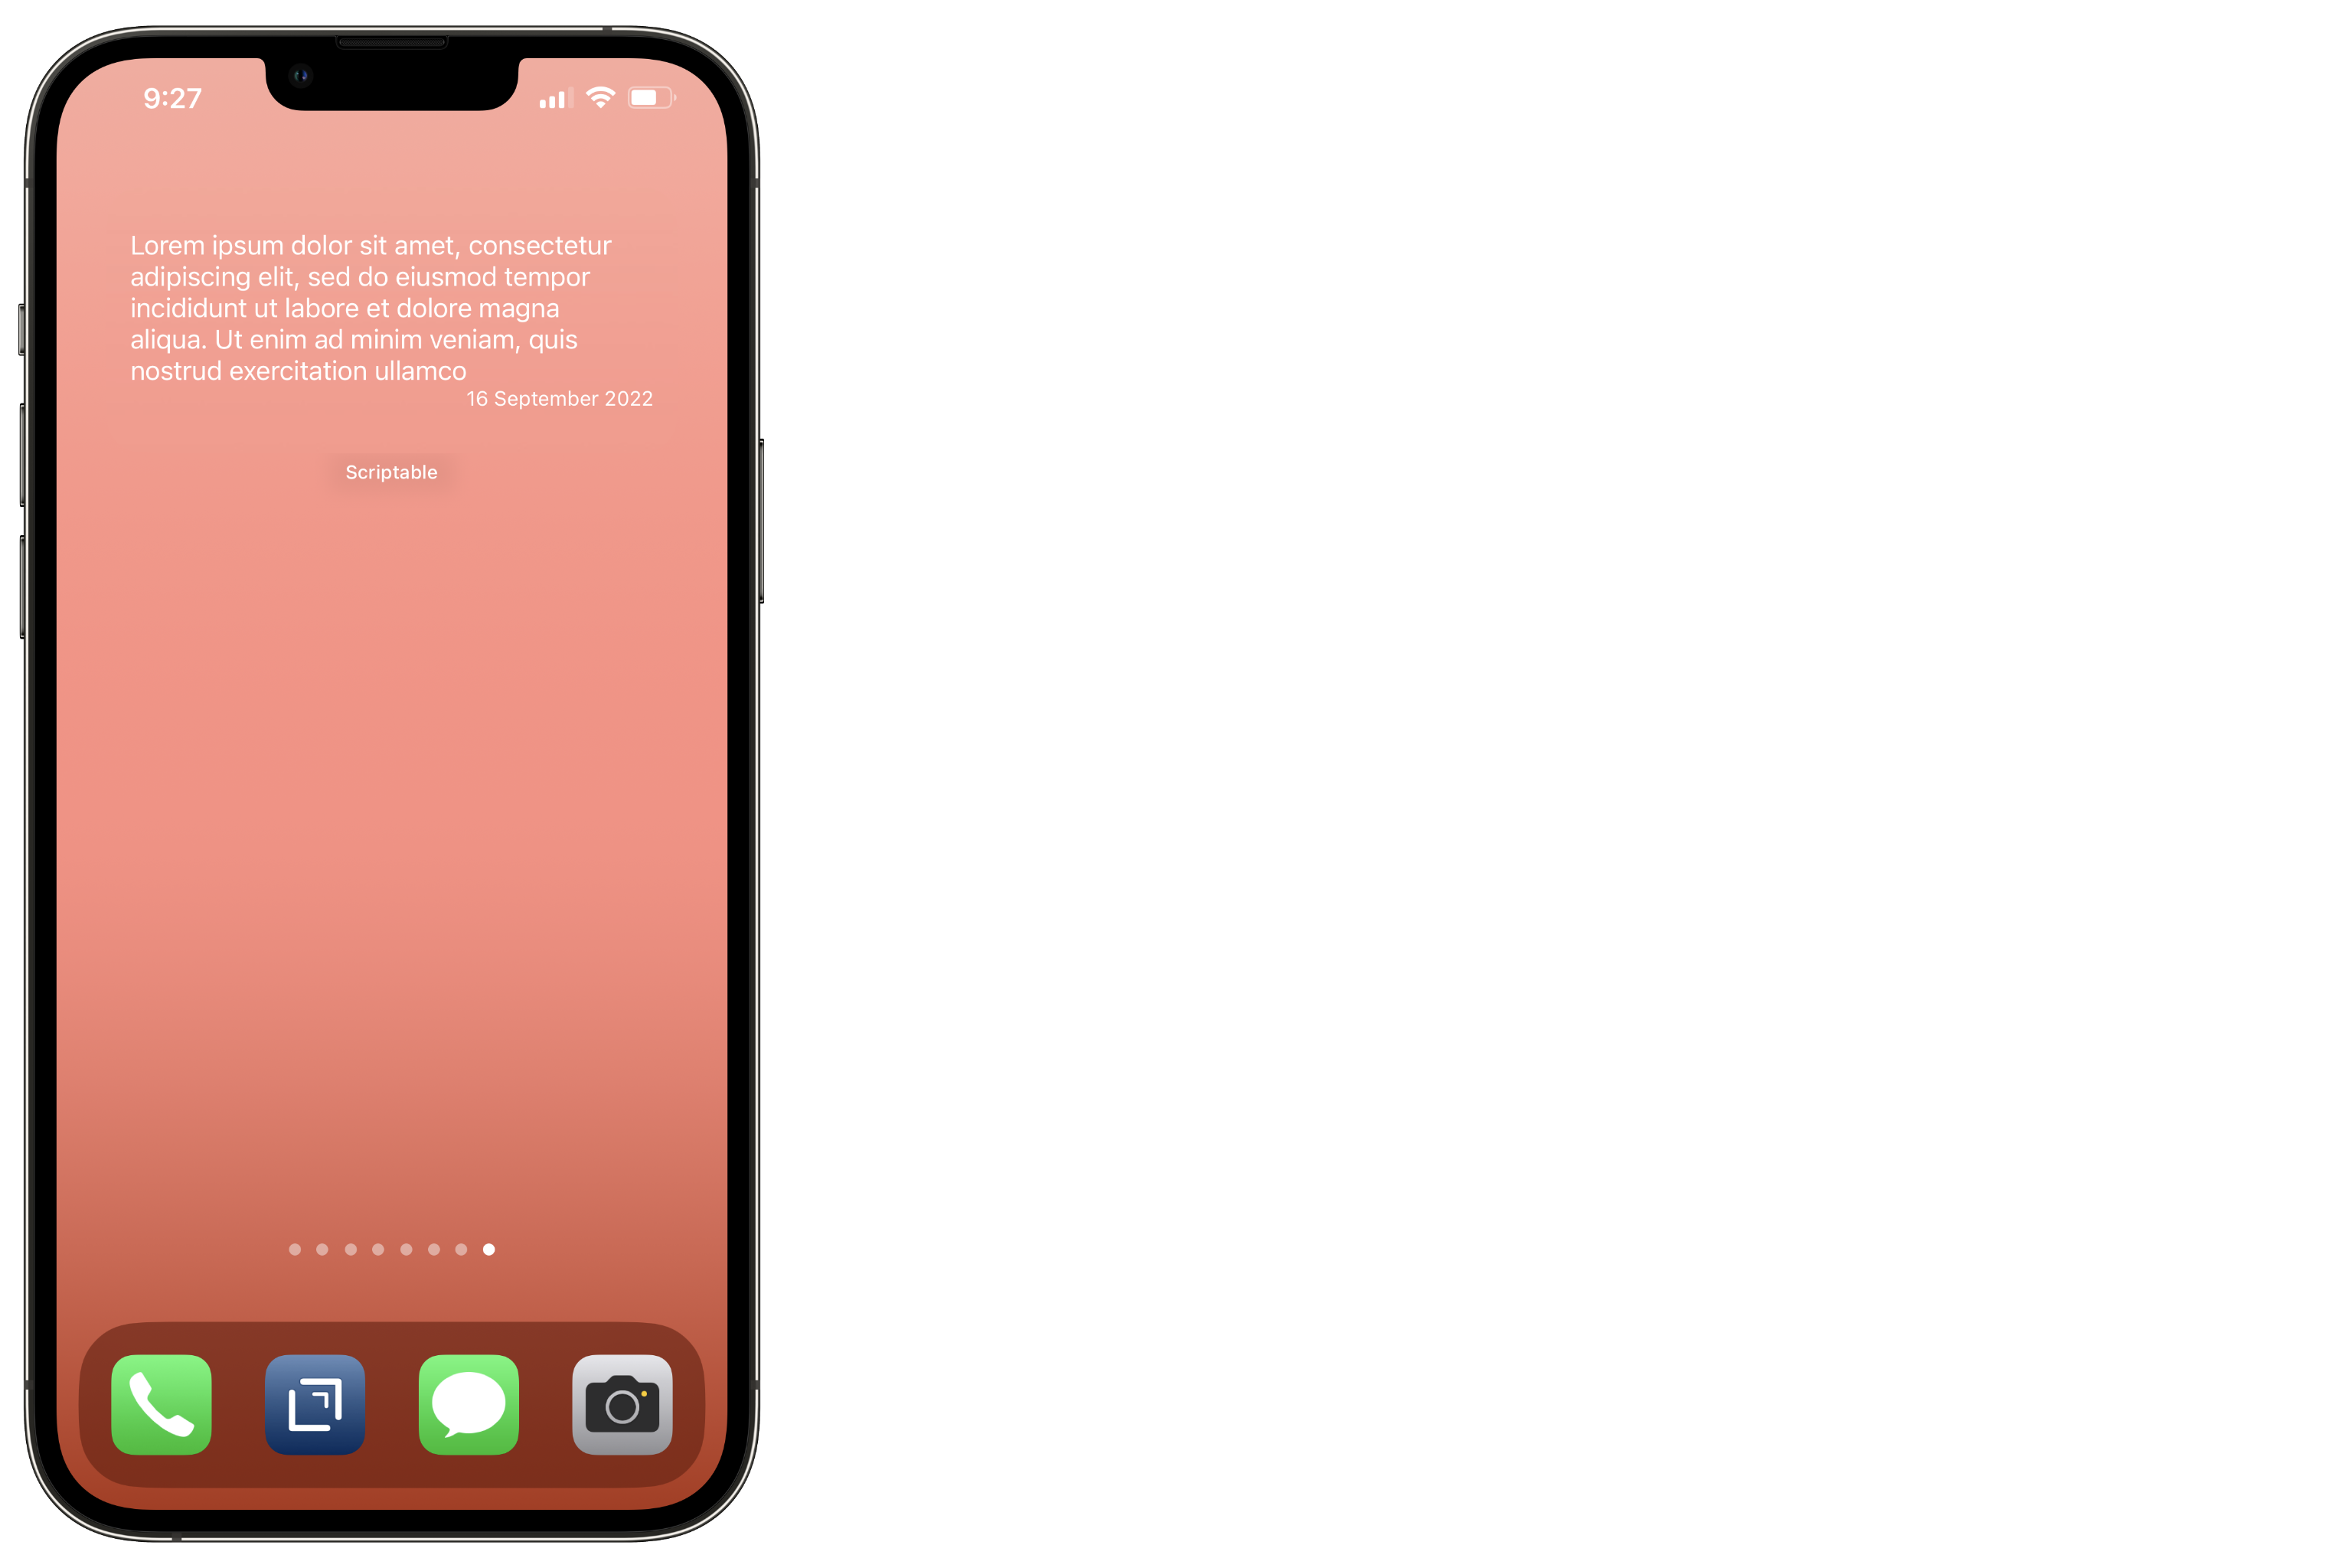 9:27
Lorem ipsum dolor sit amet, consectetur
adipiscing elit, sed do eiusmod tempor
incididunt ut labore et dolore magna
aliqua. Ut enim ad minim veniam, quis
nostrud exercitation ullamco
16 September 2022
Scriptable